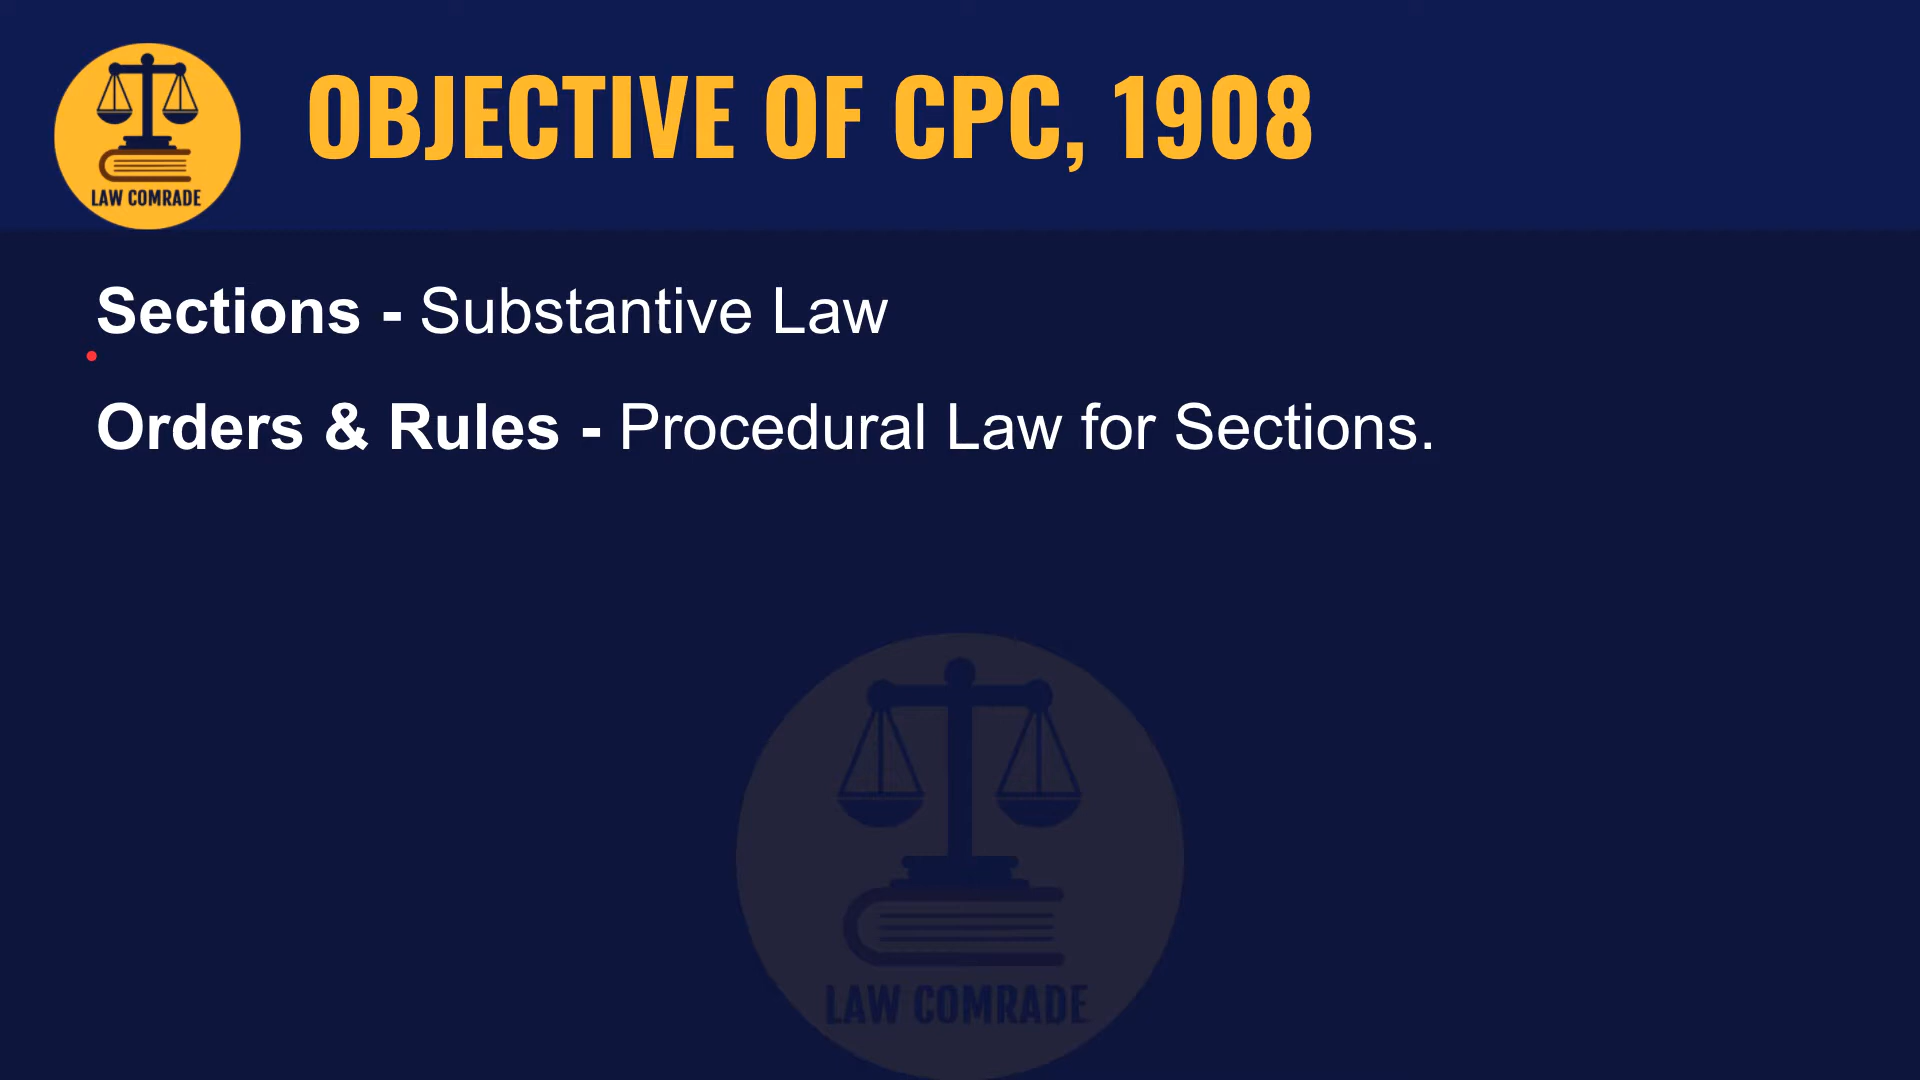 LAW COMRADE
OBJECTIVE OF CPC, 1908
Sections - Substantive Law
Orders & Rules - Procedural Law for Sections.
LAW COMRADE